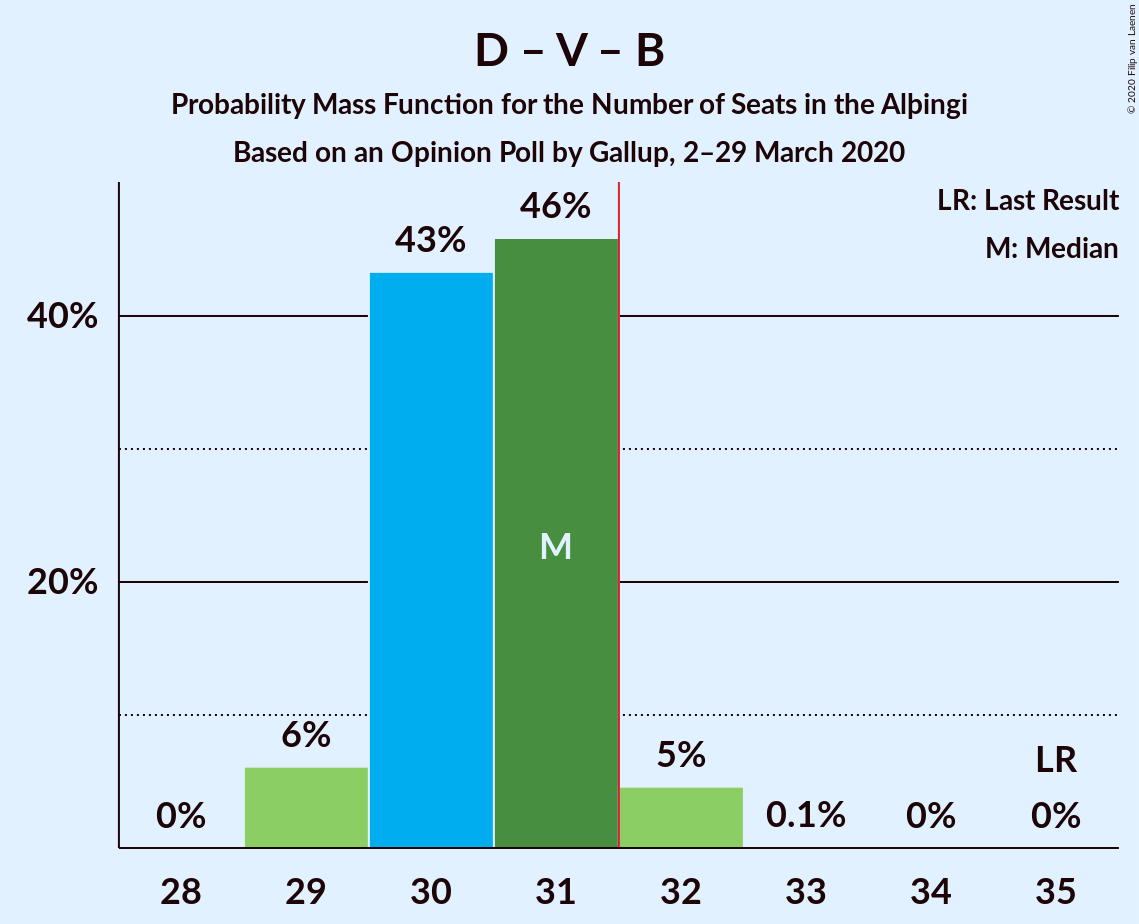 D – V – B
Probability Mass Function for the Number of Seats in the Alþingi
Based on an Opinion Poll by Gallup, 2–29 March 2020
© 2020 Filip van Laenen
LR: Last Result
M: Median
40%
20%
0%
6%
43%
46%
M
5%
0.1%
0%
LR
0%
28 29 30 31 32 33 34 35